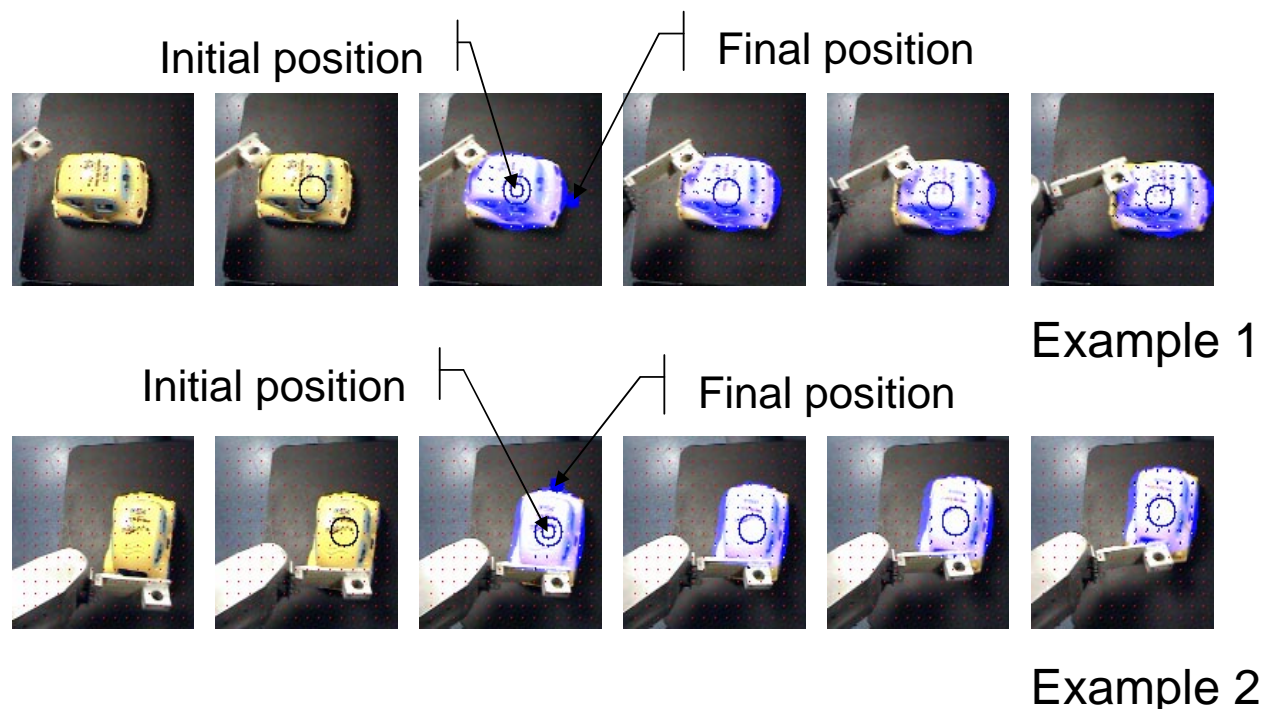 Initial position
Final position
Example 1
Initial position
Final position
Example 2